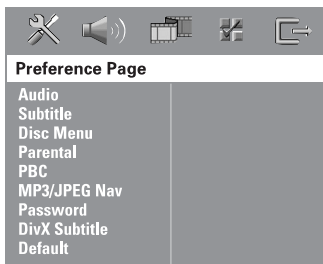 Preference Page
Audio
Subtitle
Disc Menu
Parental
PBC
MP3/JPEG Nav
Password
DivX Subtitle
Default